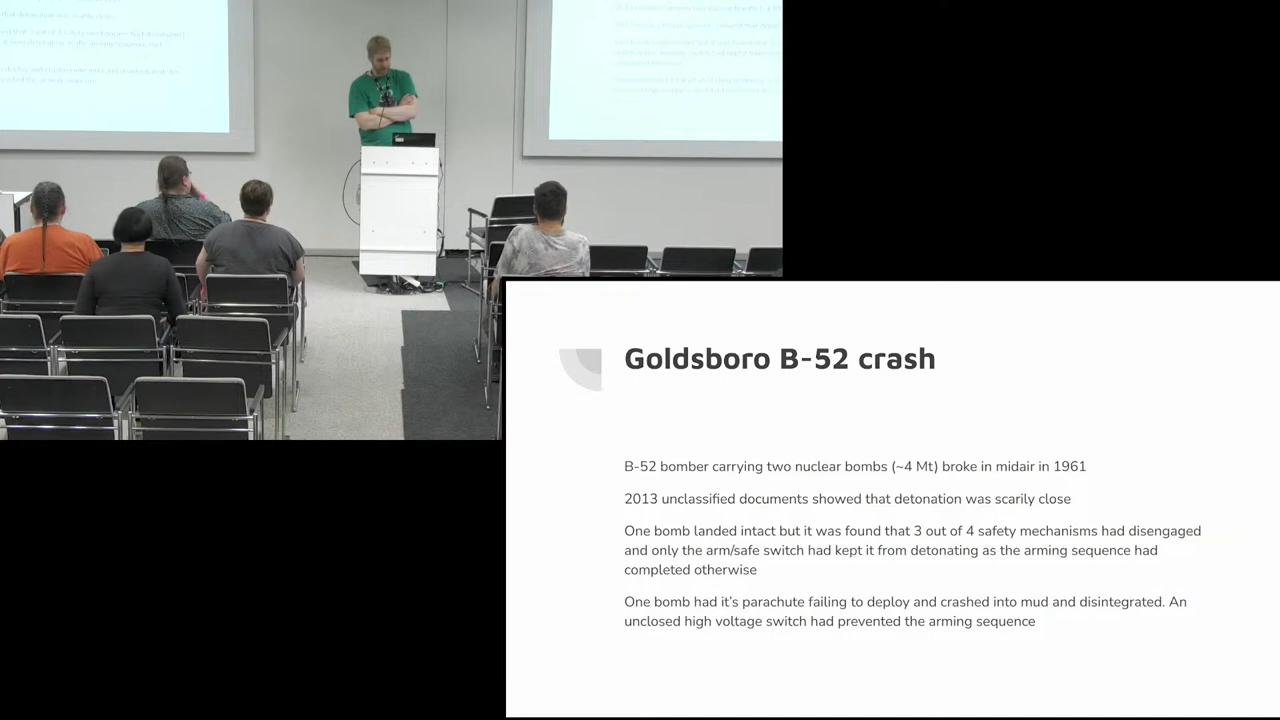 Goldsboro B-52 crash
B-52 bomber carrying two nuclear bombs (~4 Mt) broke in midair in 1961
2013 unclassified documents showed that detonation was scarily close
One bomb landed intact but it was found that 3 out of 4 safety mechanisms had disengaged
and only the arm/safe switch had kept it from detonating as the arming sequence had
completed otherwise
One bomb had it's parachute failing to deploy and crashed into mud and disintegrated. An
unclosed high voltage switch had prevented the arming sequence